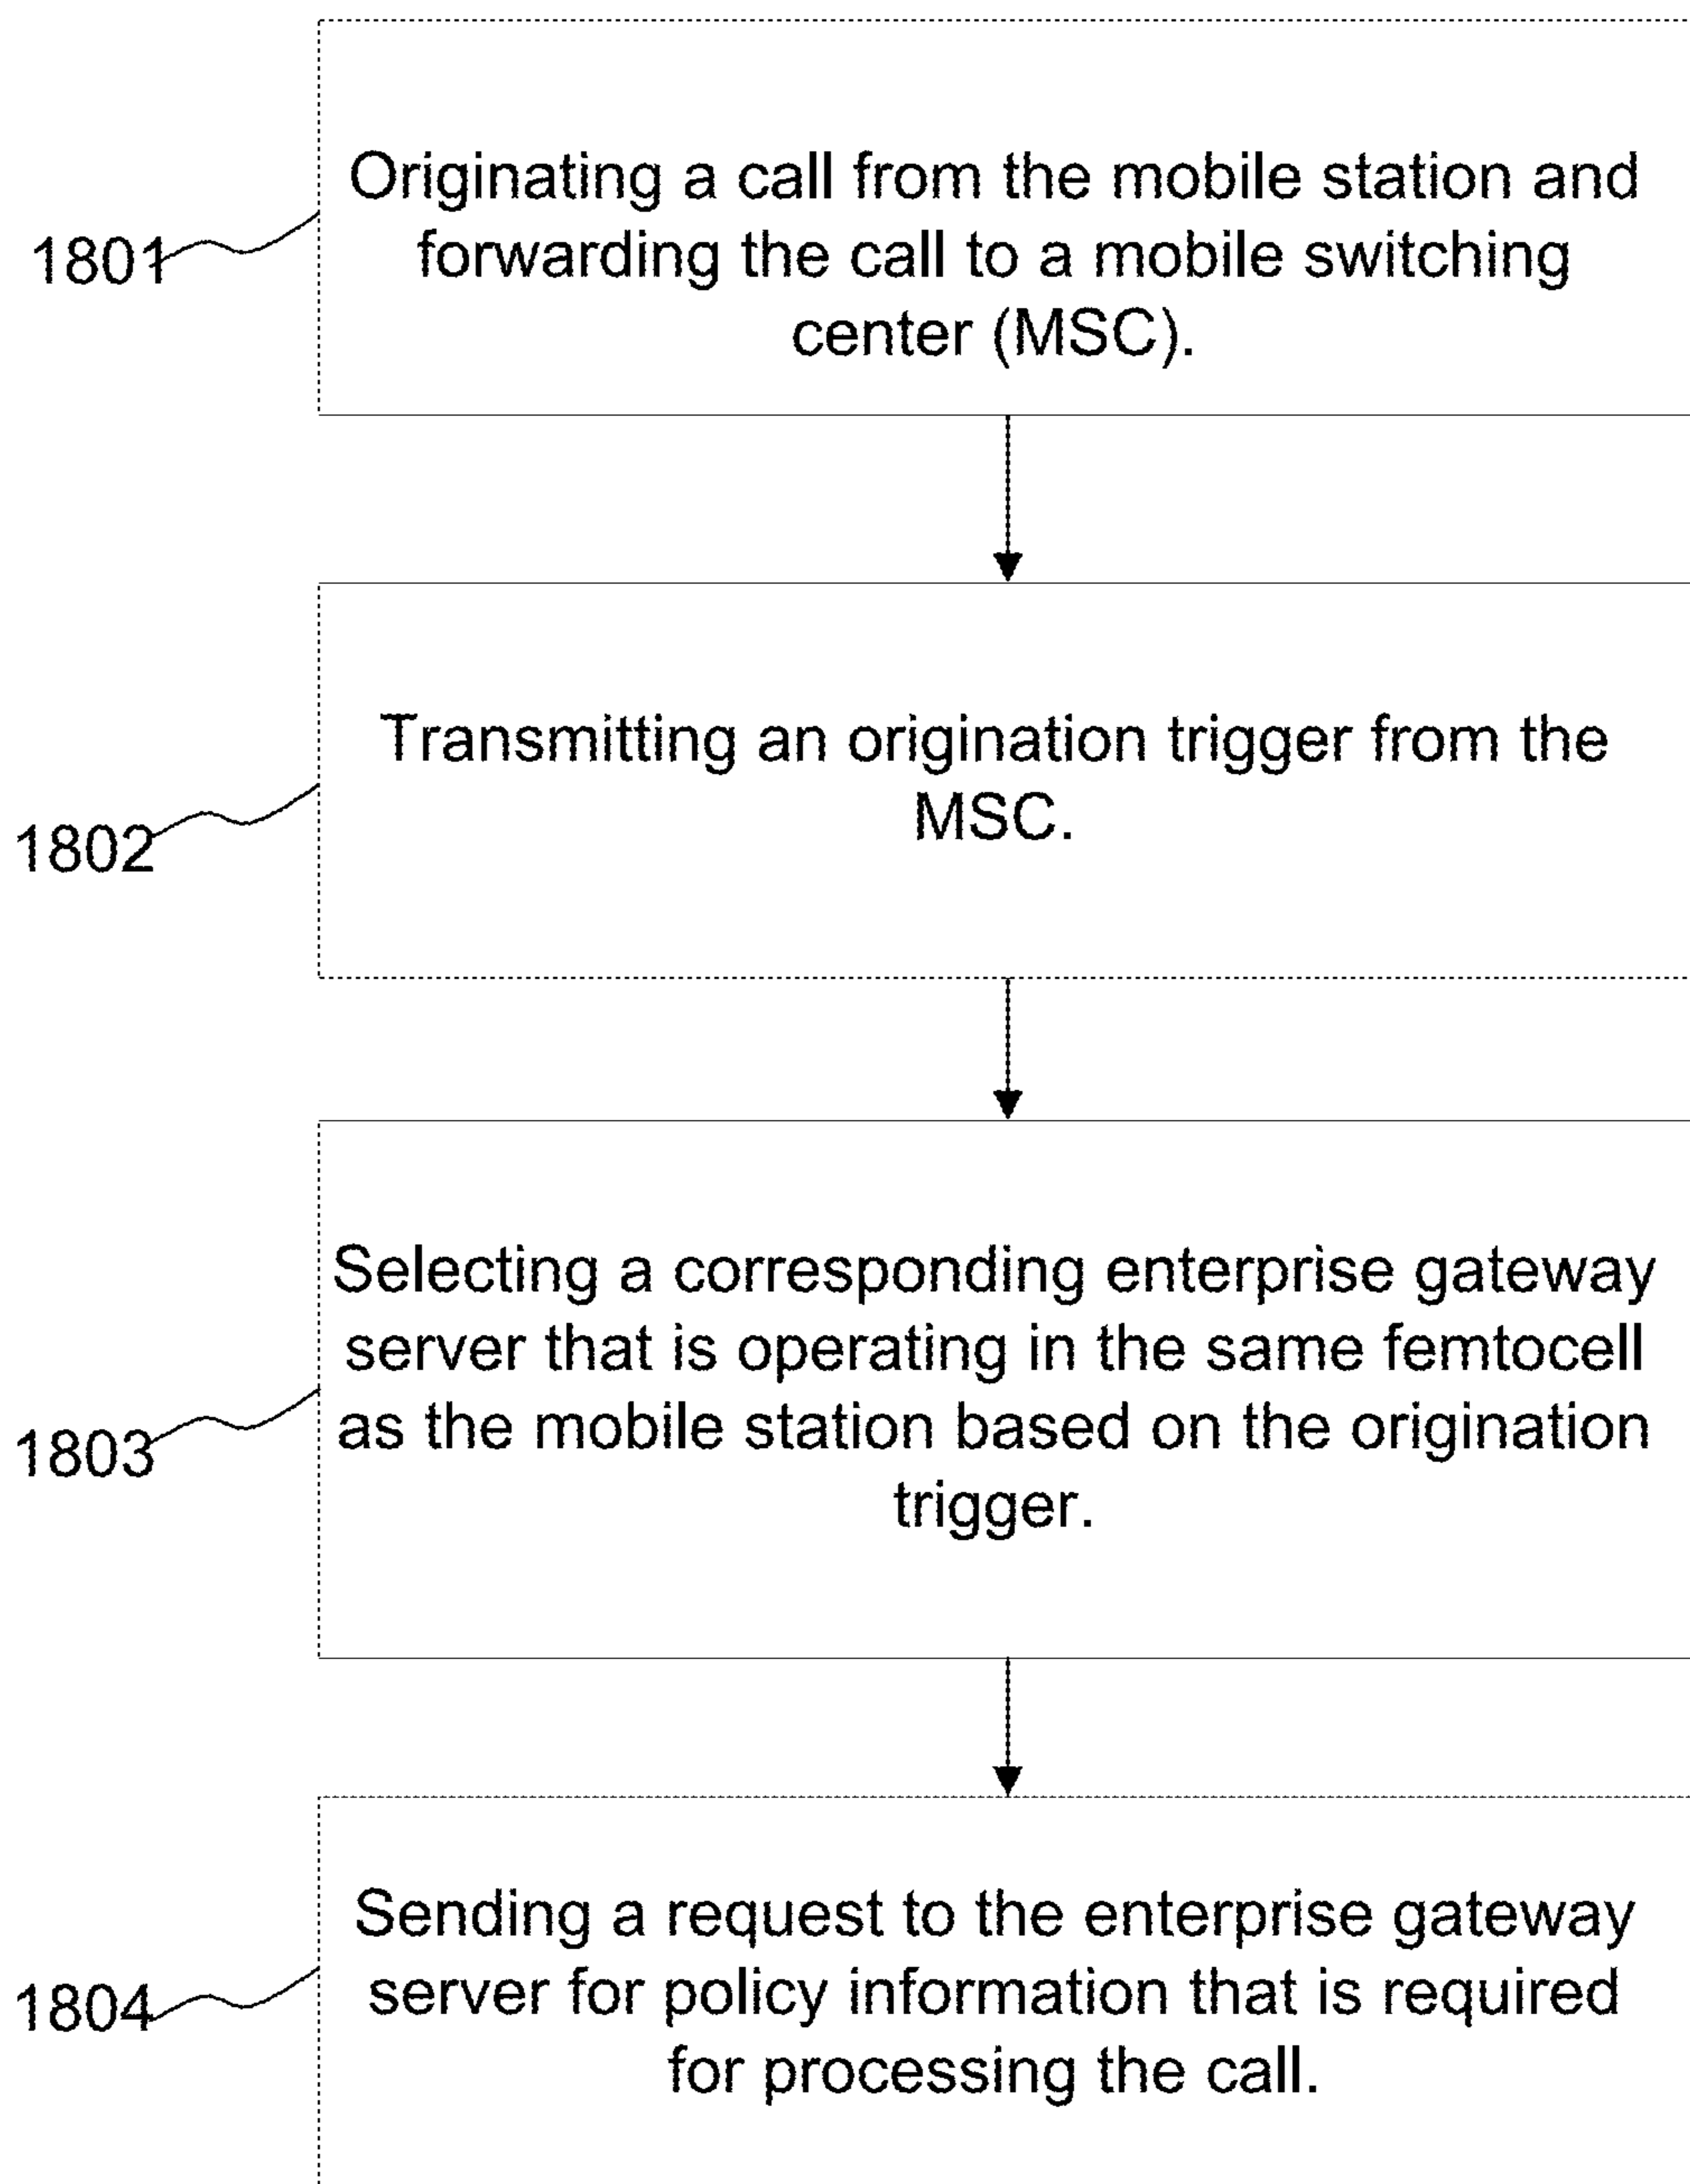 Originating a call from the mobile station and
forwarding the call to a mobile switching
center (MSC).
1801
Transmitting an origination trigger from the
MSC.
1802
Selecting a corresponding enterprise gateway
server that is operating in the same femtocell
as the mobile station based on the origination
trigger.
1803
Sending a request to the enterprise gateway
server for policy information that is required
for processing the call.
1804